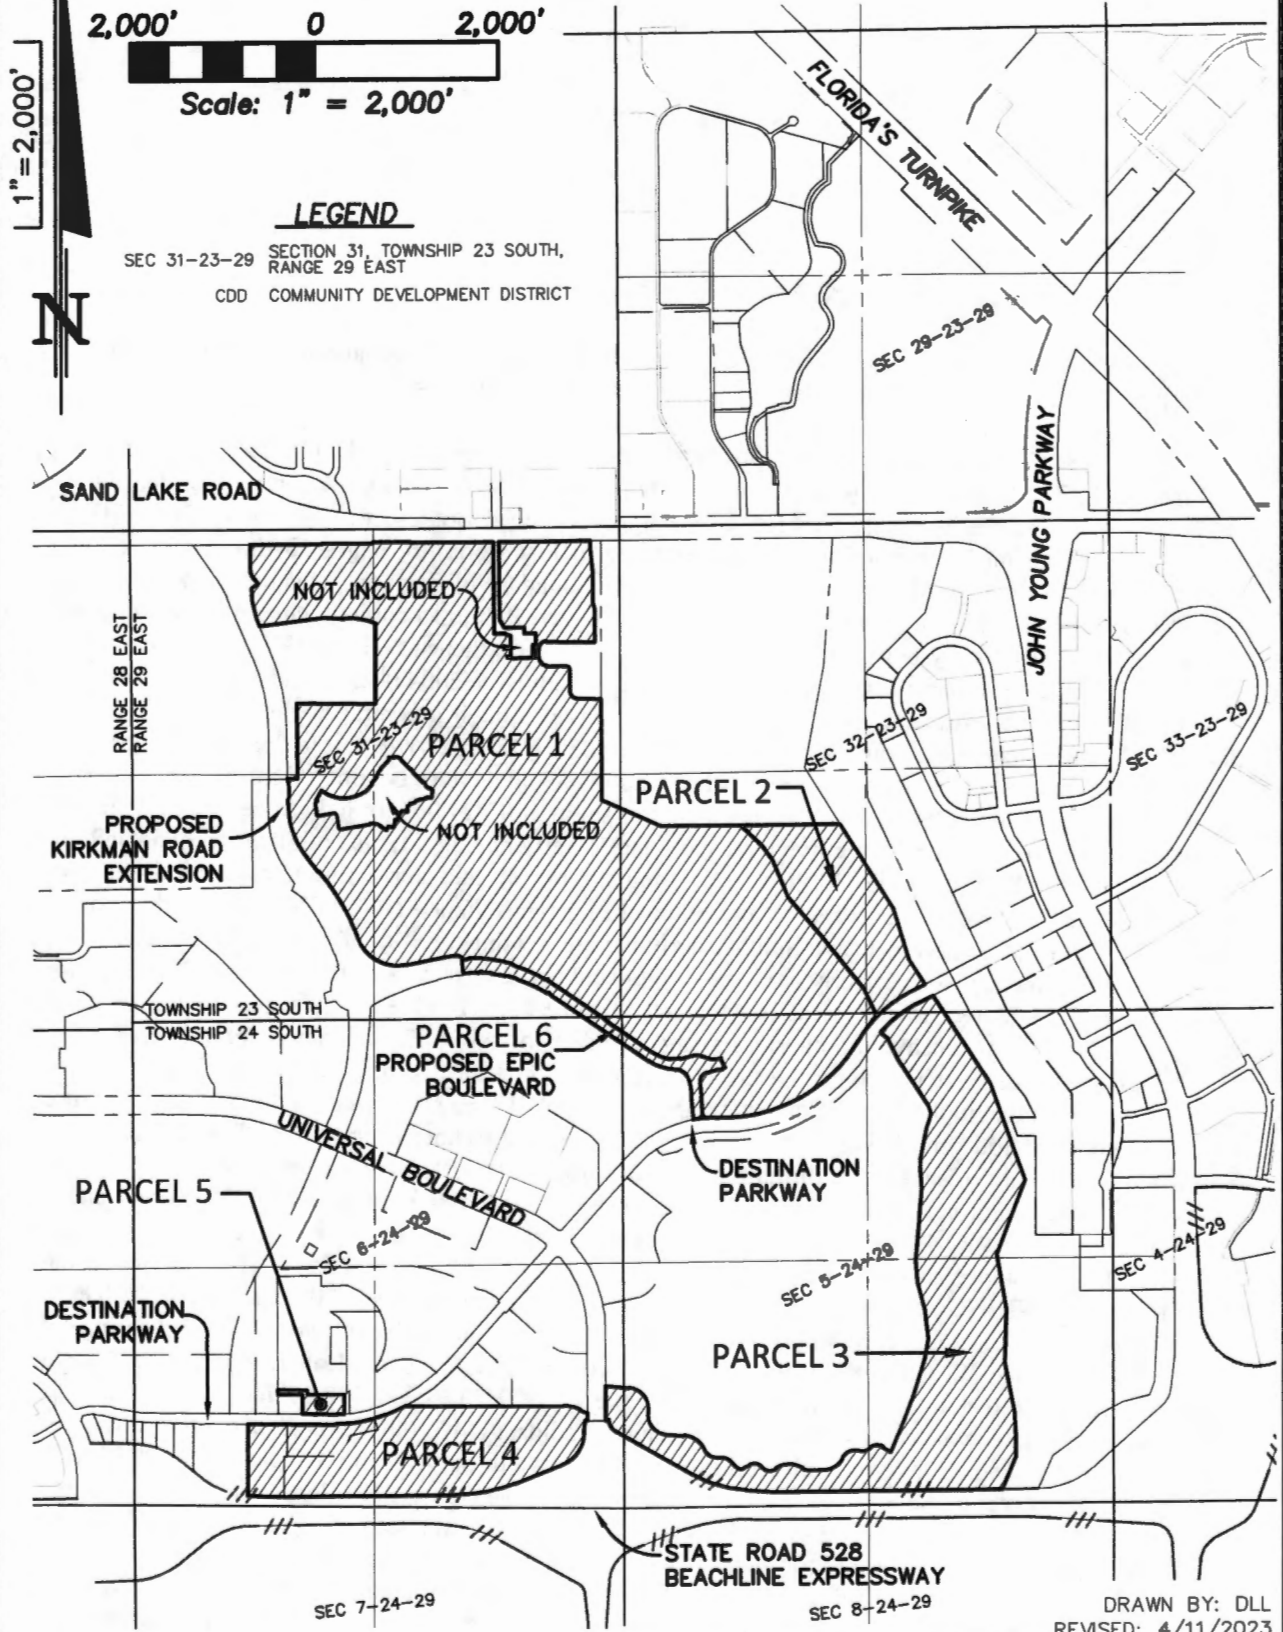 2,000' 0 2,000'
Scale: 1" = 2,000'
1"=2,000'
LEGEND
SEC 31-23-29 SECTION 31, TOWNSHIP 23 SOUTH,
RANGE 29 EAST
CDD COMMUNITY DEVELOPMENT DISTRICT
N
FLORIDA'S TURNPIKE
SEC 29-23-29
JOHN YOUNG PARKWAY
SAND LAKE ROAD
NOT INCLUDED
RANGE 28 EAST
RANGE 29 EAST
SEC 31-23-29
PARCEL 1
SEC 32-23-29
SEC 33-23-29
PARCEL 2
NOT INCLUDED
PROPOSED
KIRKMAN ROAD
EXTENSION
TOWNSHIP 23 SOUTH
TOWNSHIP 24 SOUTH
PARCEL 6
PROPOSED EPIC
BOULEVARD
UNIVERSAL BOULEVARD
DESTINATION
PARKWAY
PARCEL 5
SEC 6-24-29
SEC 5-24-29
SEC 4-24-29
DESTINATION
PARKWAY
PARCEL 3
PARCEL 4
STATE ROAD 528
BEACHLINE EXPRESSWAY
SEC 7-24-29
SEC 8-24-29
DRAWN BY: DLL
REVISED: 4/11/2023